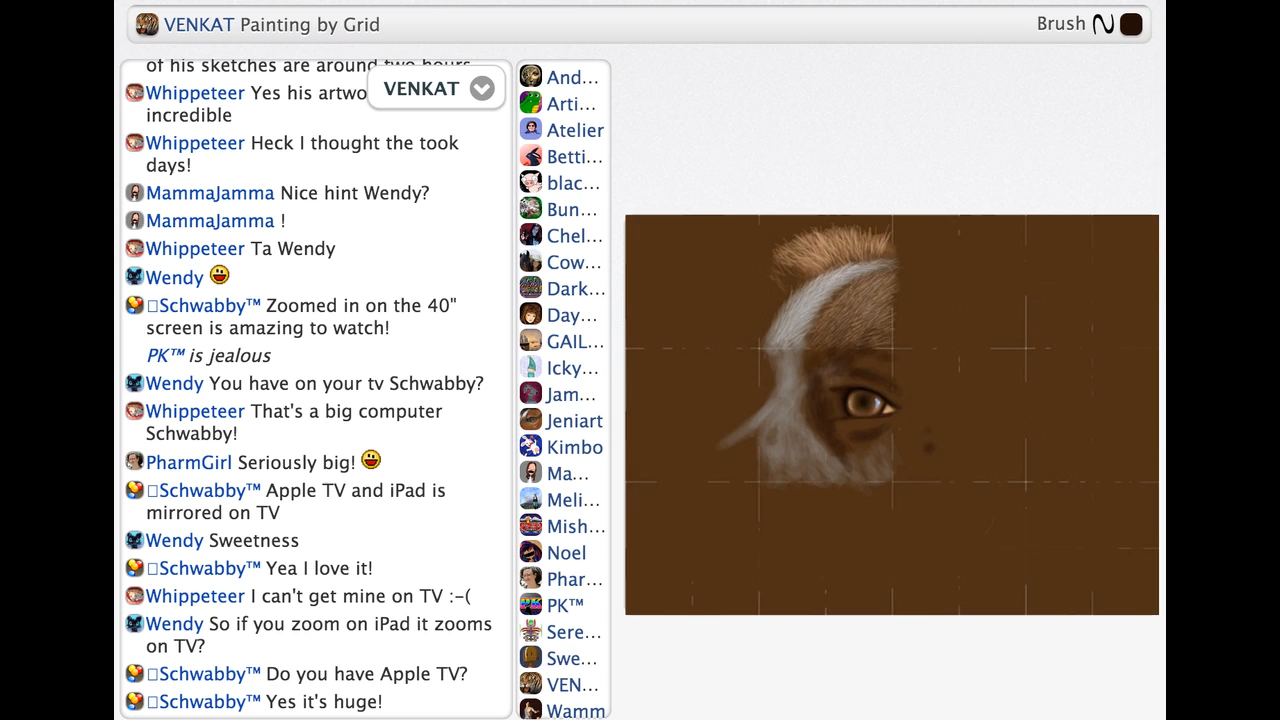 VENKAT Painting by Grid
Brush
of his sketches are around two hours
VENKAT
Whippeteer Yes his artwo
incredible
Whippeteer Heck I thought the took
days!
MammaJamma Nice hint Wendy?
MammaJamma !
Whippeteer Ta Wendy
Wendy 😀
Schwabby™ Zoomed in on the 40"
screen is amazing to watch!
PK™ is jealous
Wendy You have on your tv Schwabby?
Whippeteer That's a big computer
Schwabby!
PharmGirl Seriously big! 😀
Schwabby™ Apple TV and iPad is
mirrored on TV
Wendy Sweetness
Schwabby™ Yea I love it!
Whippeteer I can't get mine on TV :-(
Wendy So if you zoom on iPad it zooms
on TV?
Schwabby™ Do you have Apple TV?
Schwabby™ Yes it's huge!
And...
Arti...
Atelier
Betti...
blac...
Bun...
Chel...
Cow...
Dark...
Day...
GAIL...
Icky...
Jam...
Jeniart
Kimbo
Ma...
Meli...
Mish...
Noel
Phar...
PK™
Sere...
Swe...
VEN...
Wamm